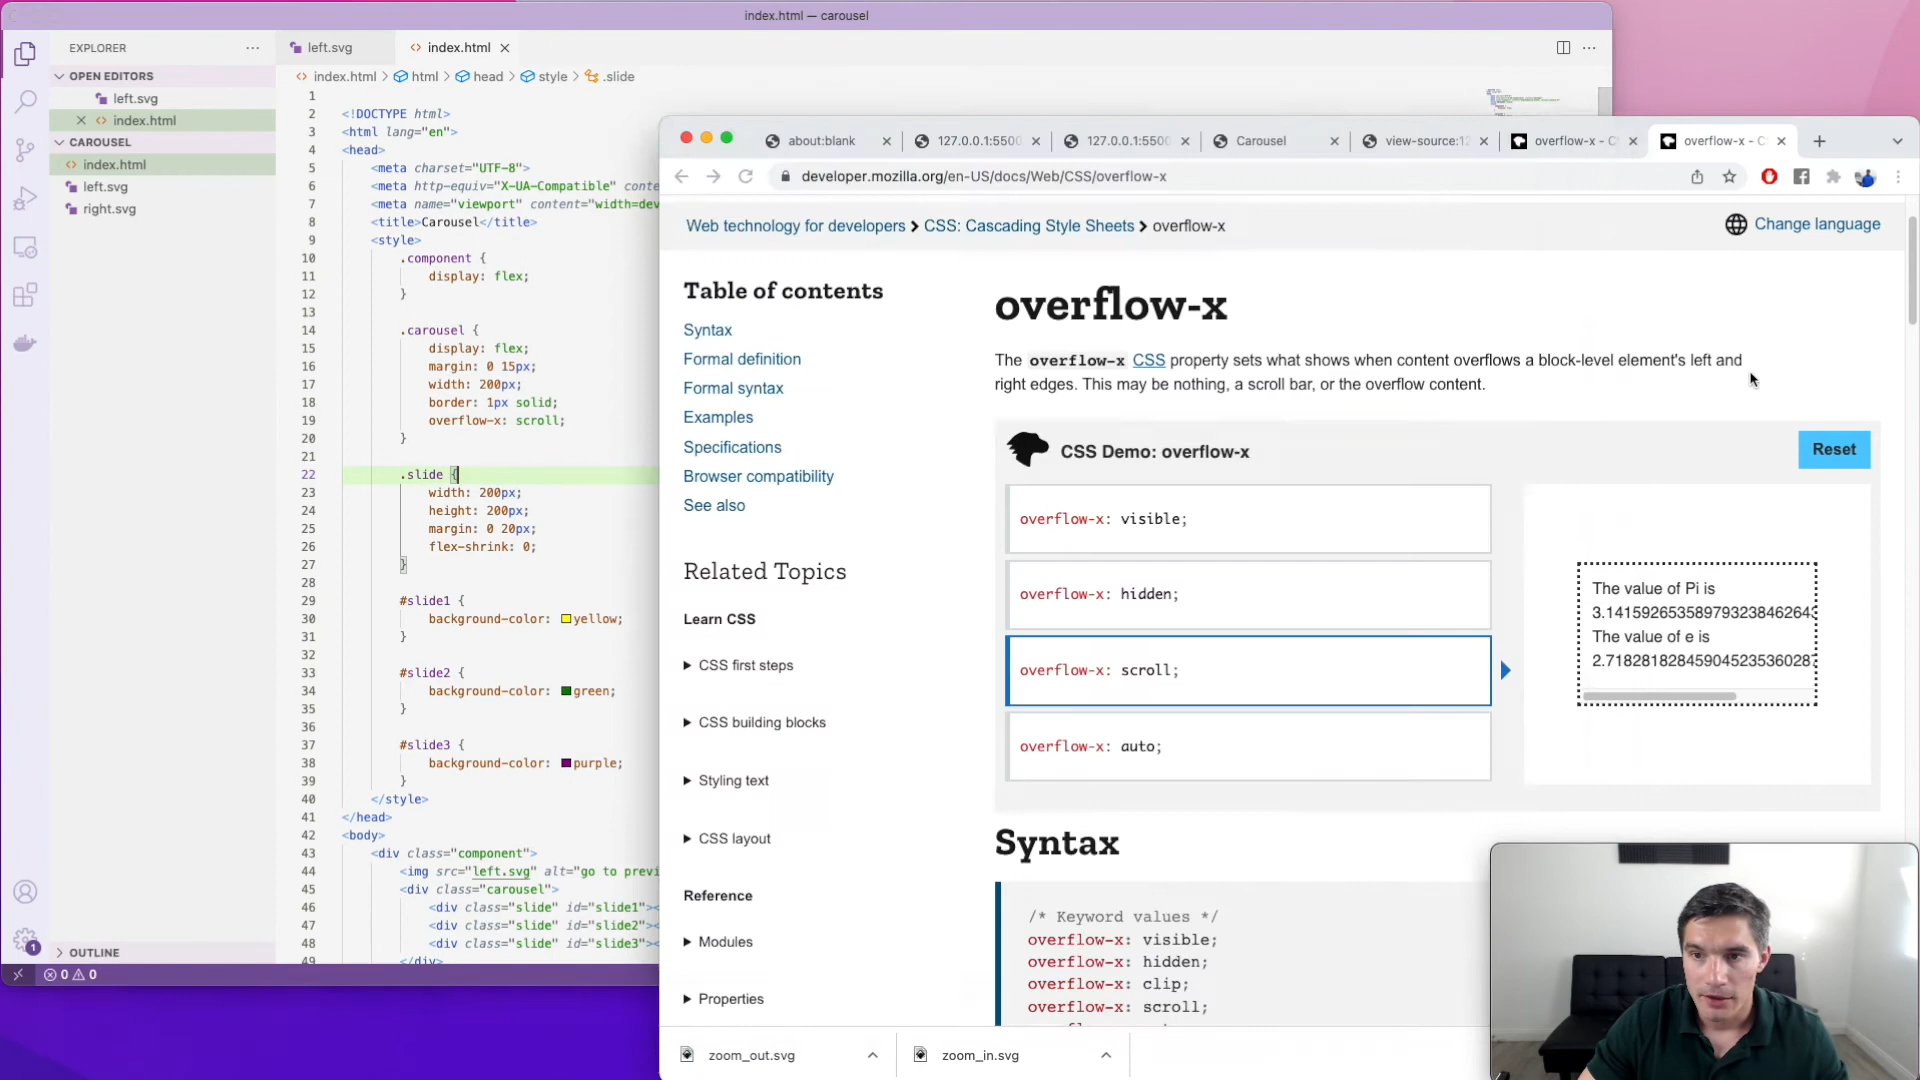 index.html — carousel
EXPLORER
left.svg
index.html
OPEN EDITORS
left.svg
index.html
CAROUSEL
index.html
left.svg
right.svg
index.html > html > head > style > .slide
1
2 <!DOCTYPE html>
3 <html lang="en">
4 <head>
5 <meta charset="UTF-8">
6 <meta http-equiv="X-UA-Compatible" conte
7 <meta name="viewport" content="width=dev
8 <title>Carousel</title>
9 <style>
10 .component {
11 display: flex;
12 }
13
14 .carousel {
15 display: flex;
16 margin: 0 15px;
17 width: 200px;
18 border: 1px solid;
19 overflow-x: scroll;
20 }
21
22 .slide {
23 width: 200px;
24 height: 200px;
25 margin: 0 20px;
26 flex-shrink: 0;
27 }
28
29 #slide1 {
30 background-color: yellow;
31 }
32
33 #slide2 {
34 background-color: green;
35 }
36
37 #slide3 {
38 background-color: purple;
39 }
40 </style>
41 </head>
42 <body>
43 <div class="component">
44 <img src="left.svg" alt="go to previ
45 <div class="carousel">
46 <div class="slide" id="slide1"><
47 <div class="slide" id="slide2"><
48 <div class="slide" id="slide3"><
49 </div>
OUTLINE
1
0 0
about:blank
127.0.0.1:5500
127.0.0.1:5500
Carousel
view-source:12
overflow-x - C
overflow-x - C
developer.mozilla.org/en-US/docs/Web/CSS/overflow-x
Web technology for developers > CSS: Cascading Style Sheets > overflow-x
Change language
Table of contents
Syntax
Formal definition
Formal syntax
Examples
Specifications
Browser compatibility
See also
Related Topics
Learn CSS
CSS first steps
CSS building blocks
Styling text
CSS layout
Reference
Modules
Properties
overflow-x
The overflow-x CSS property sets what shows when content overflows a block-level element's left and
right edges. This may be nothing, a scroll bar, or the overflow content.
CSS Demo: overflow-x
Reset
overflow-x: visible;
overflow-x: hidden;
overflow-x: scroll;
overflow-x: auto;
The value of Pi is
3.141592653589793238462643
The value of e is
2.718281828459045235360287
Syntax
/* Keyword values */
overflow-x: visible;
overflow-x: hidden;
overflow-x: clip;
overflow-x: scroll;
zoom_out.svg
zoom_in.svg